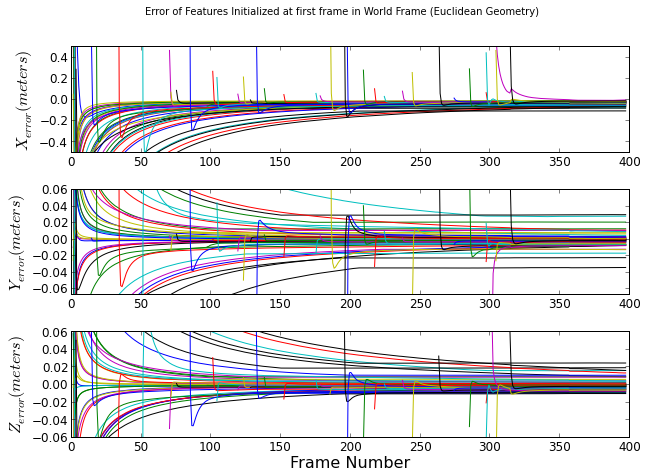 Error of Features Initialized at first frame in World Frame (Euclidean Geometry)
X_error(meters)
0.4
0.2
0.0
−0.2
−0.4
0 50 100 150 200 250 300 350 400
Y_error(meters)
0.06
0.04
0.02
0.00
−0.02
−0.04
−0.06
0 50 100 150 200 250 300 350 400
Z_error(meters)
0.06
0.04
0.02
0.00
−0.02
−0.04
−0.06
0 50 100 150 200 250 300 350 400
Frame Number